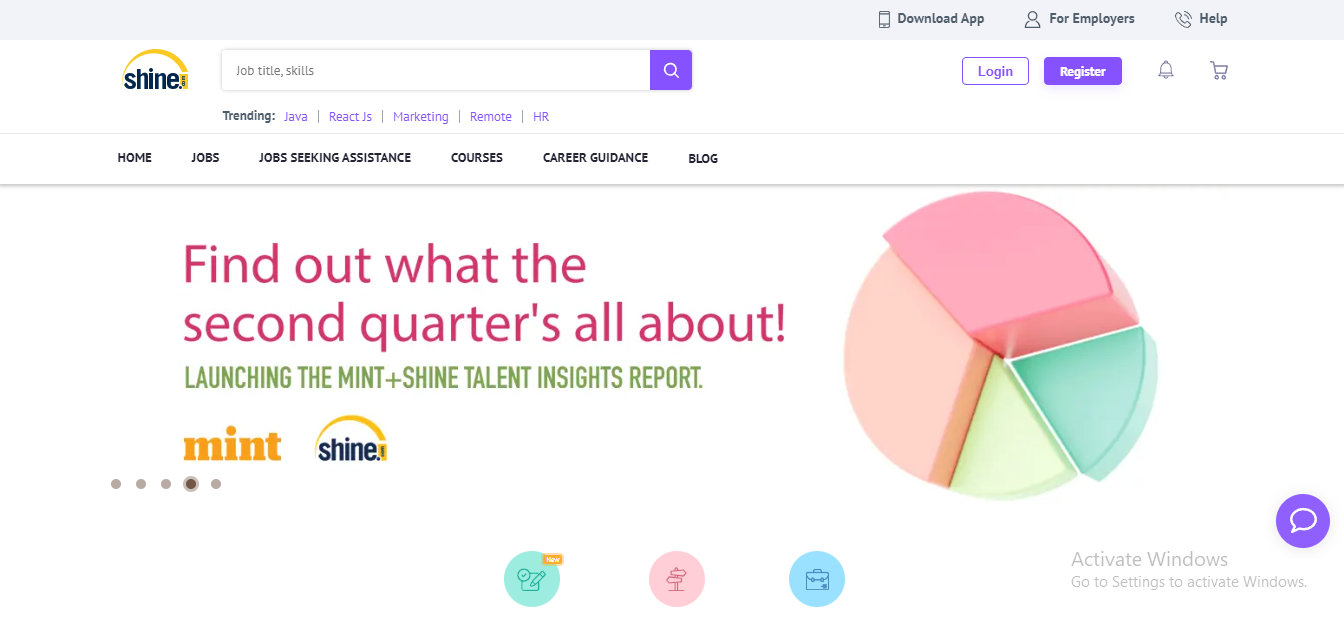 Download App
For Employers
Help
shine.com
Job title, skills
Login
Register
Trending: Java | React Js | Marketing | Remote | HR
HOME
JOBS
JOBS SEEKING ASSISTANCE
COURSES
CAREER GUIDANCE
BLOG
Find out what the
second quarter's all about!
LAUNCHING THE MINT+SHINE TALENT INSIGHTS REPORT.
mint
shine.com
New
Activate Windows
Go to Settings to activate Windows.